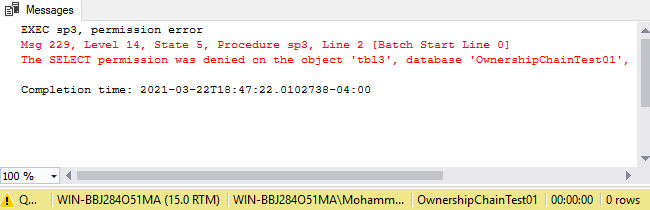 EXEC sp3, permission error
Msg 229, Level 14, State 5, Procedure sp3, Line 2 [Batch Start Line 0]
The SELECT permission was denied on the object 'tbl3', database 'OwnershipChainTest01',
Completion time: 2021-03-22T18:47:22.0102738-04:00
100 %
Q... WIN-BBJ284O51MA (15.0 RTM) WIN-BBJ284O51MA\Mohamm... OwnershipChainTest01 00:00:00 0 rows